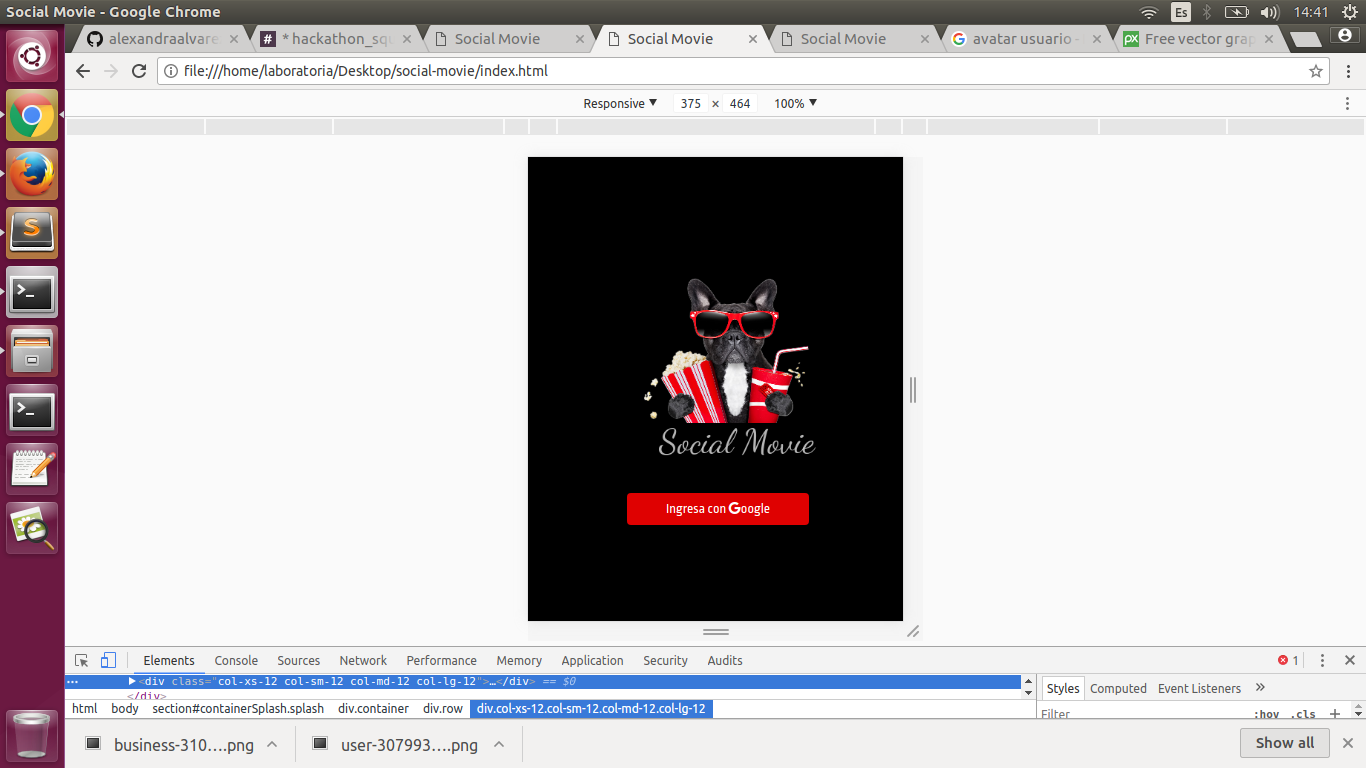 Social Movie - Google Chrome
Es
14:41
alexandraalvare
* hackathon_squ
Social Movie
Social Movie
Social Movie
avatar usuario -
Free vector grap
file:///home/laboratoria/Desktop/social-movie/index.html
Responsive ▼ 375 × 464 100% ▼
Social Movie
Ingresa con Google
Elements Console Sources Network Performance Memory Application Security Audits 1
… ▶<div class="col-xs-12 col-sm-12 col-md-12 col-lg-12">…</div> == $0
</div>
html body section#containerSplash.splash div.container div.row div.col-xs-12.col-sm-12.col-md-12.col-lg-12
Styles Computed Event Listeners »
Filter :hov .cls +
business-310….png
user-307993….png
Show all